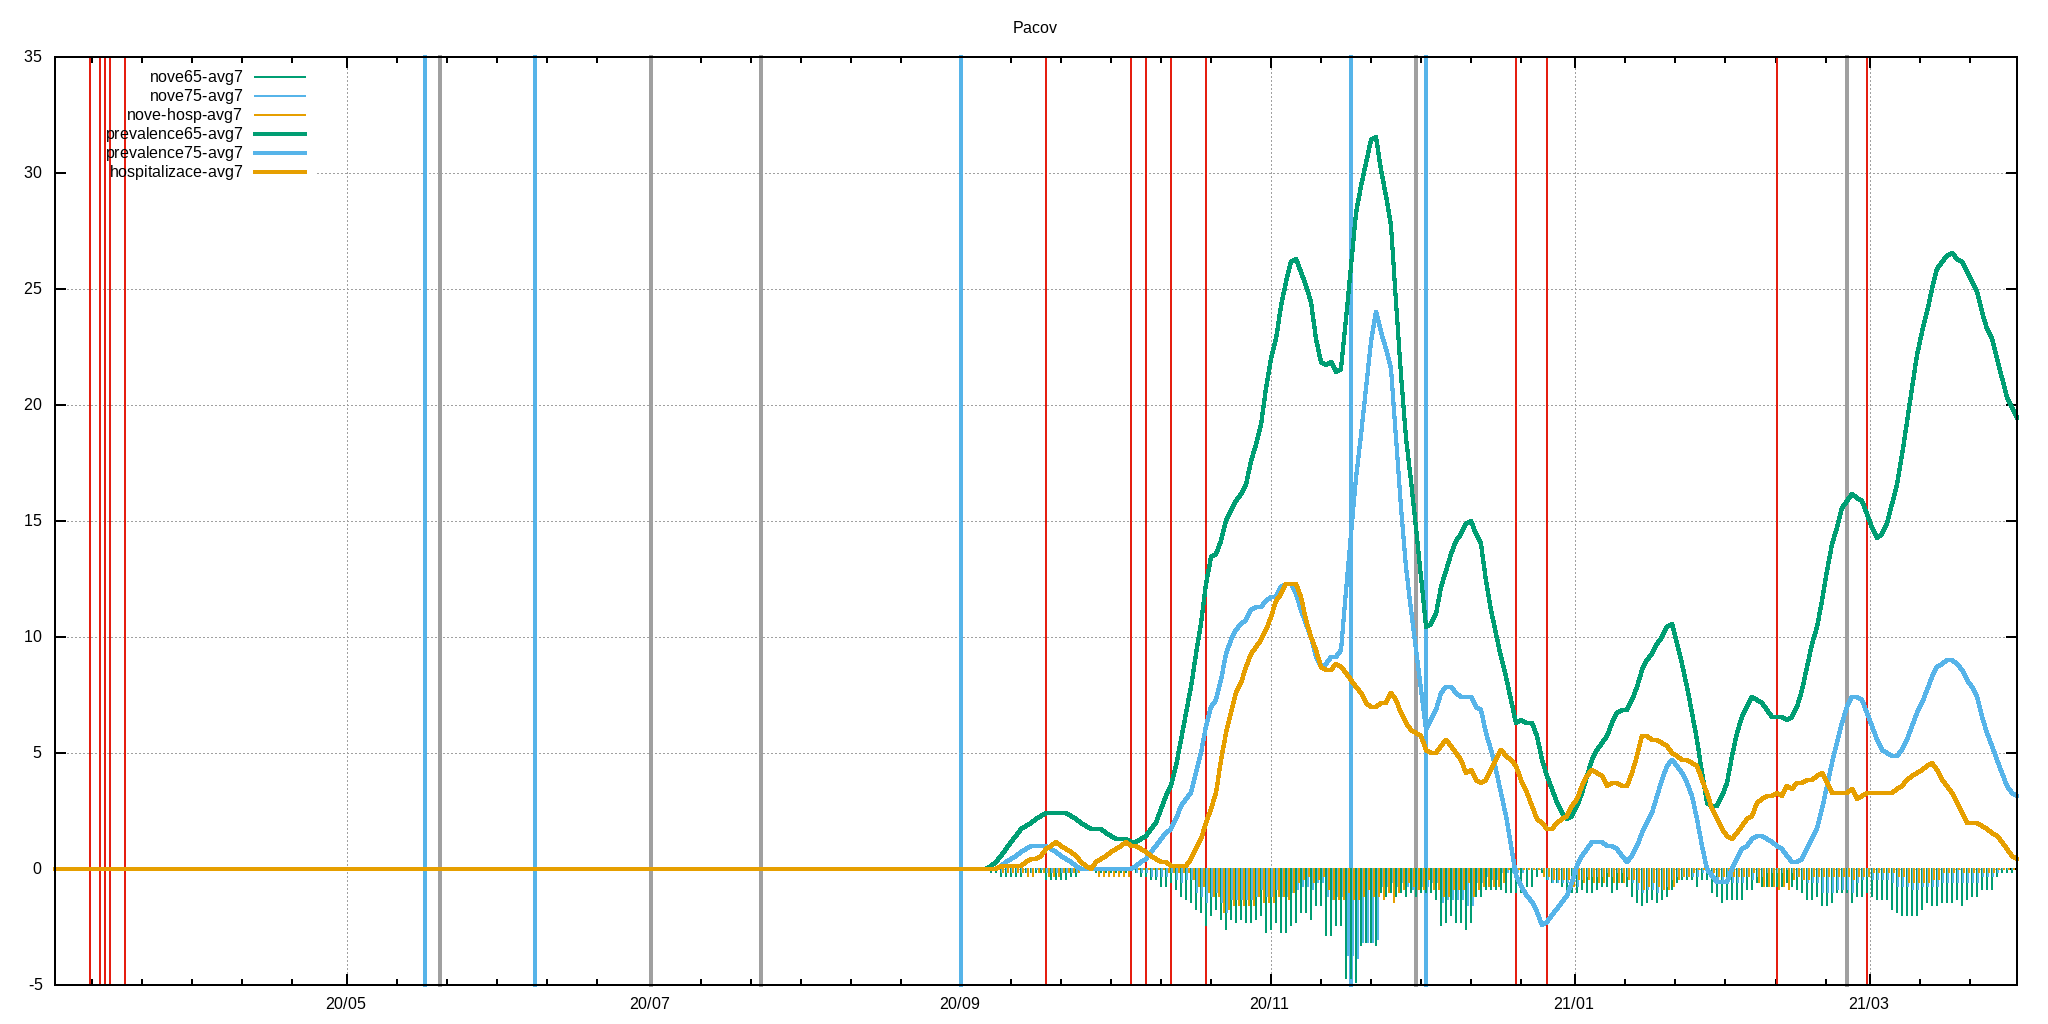 Pacov
35
nove65-avg7
nove75-avg7
nove-hosp-avg7
prevalence65-avg7
prevalence75-avg7
hospitalizace-avg7
30
25
20
15
10
5
0
-5
20/05 20/07 20/09 20/11 21/01 21/03